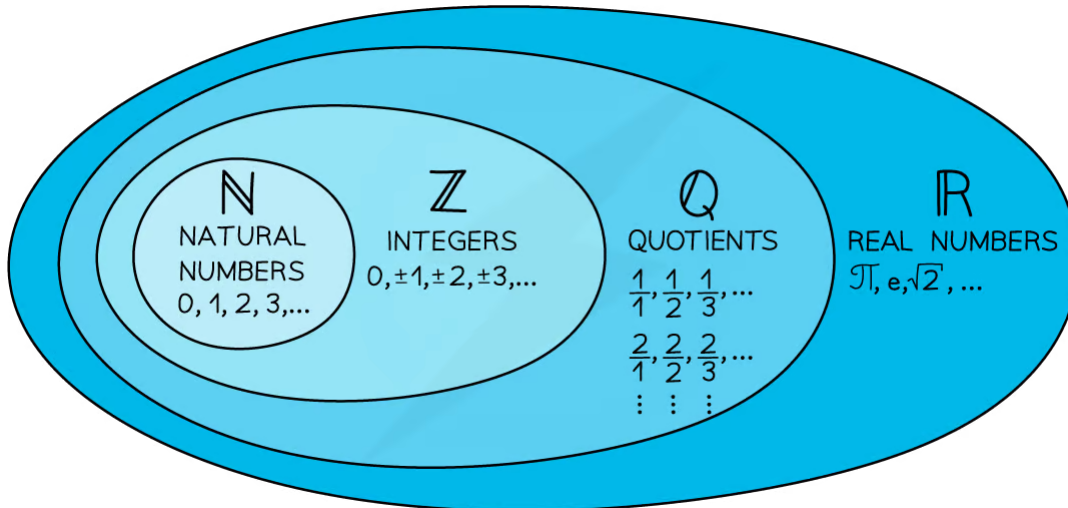 ℕ
NATURAL
NUMBERS
0, 1, 2, 3,...
ℤ
INTEGERS
0, ±1, ±2, ±3,...
ℚ
QUOTIENTS
1/1, 1/2, 1/3, ...
2/1, 2/2, 2/3, ...
⋮ ⋮ ⋮
ℝ
REAL NUMBERS
π, e, √2, ...